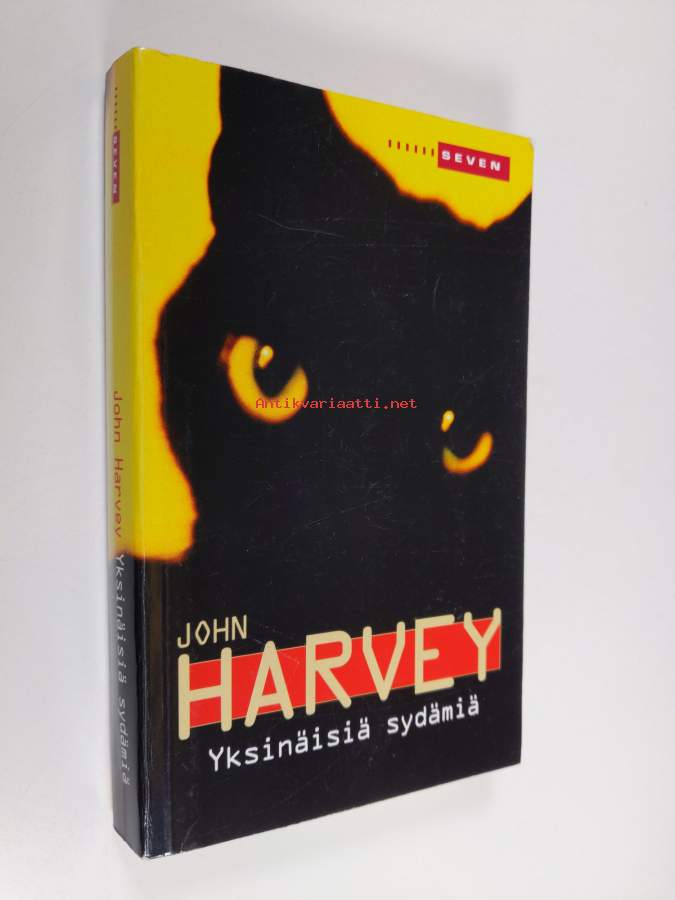 SEVEN
SEVEN
Antikvariaatti.net
John Harvey Yksinäisiä sydämiä
JOHN
HARVEY
Yksinäisiä sydämiä